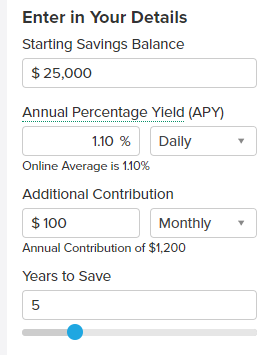 Enter in Your Details
Starting Savings Balance
$ 25,000
Annual Percentage Yield (APY)
1.10 % Daily
Online Average is 1.10%
Additional Contribution
$ 100 Monthly
Annual Contribution of $1,200
Years to Save
5